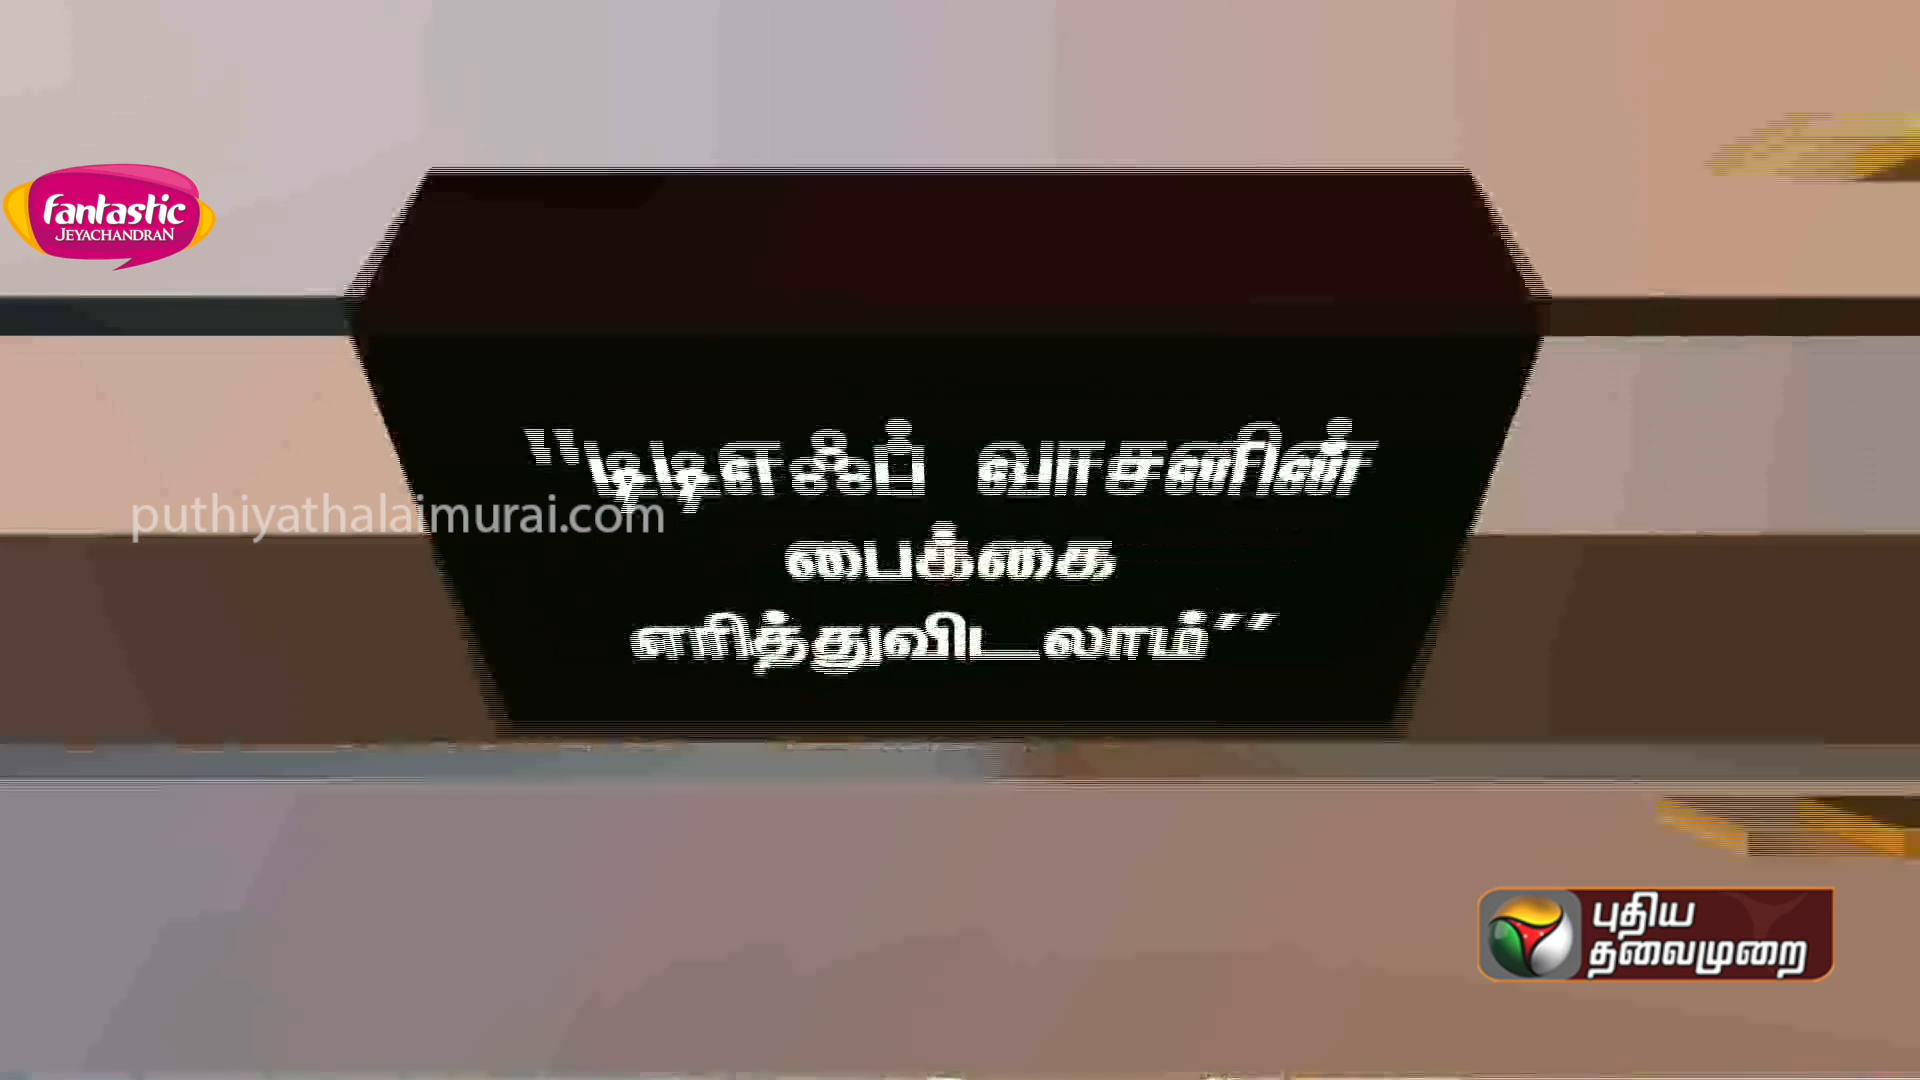 fantastic
JEYACHANDRAN
"டிடிஎஃப் வாசனின்
puthiyathalaimurai.com
பைக்கை
எரித்துவிடலாம்"
புதிய
தலைமுறை